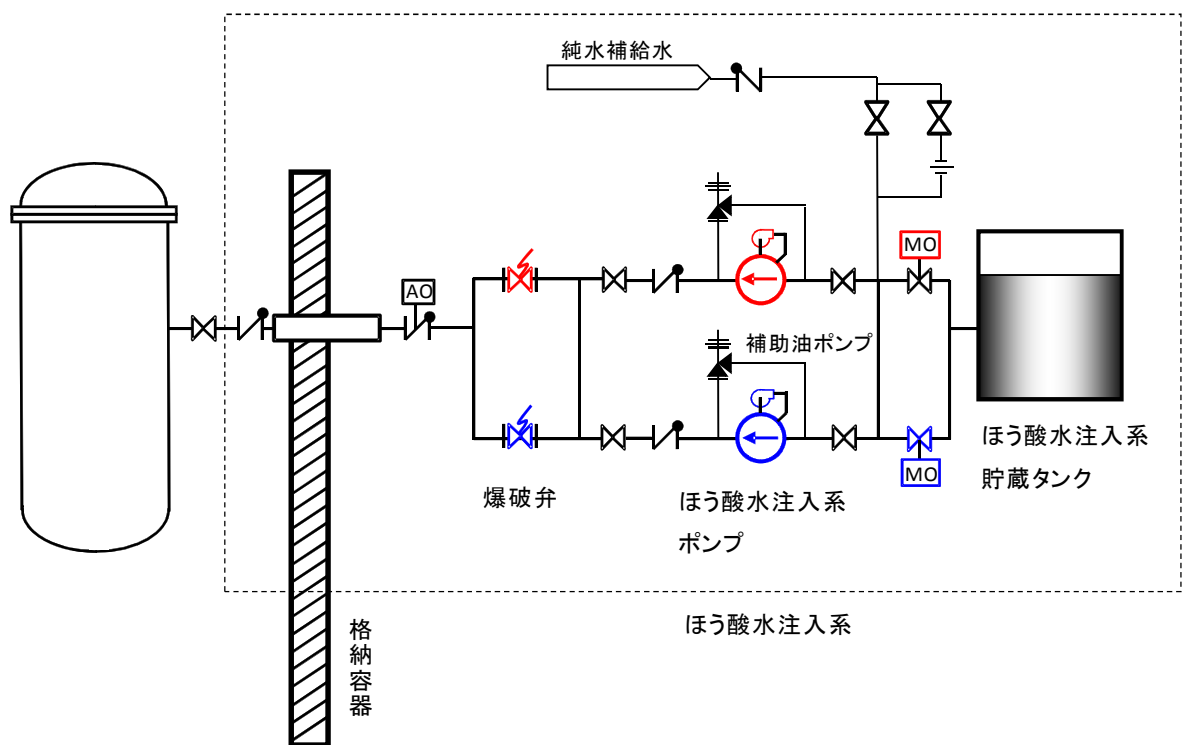 純水補給水
MO
AO
補助油ポンプ
MO
ほう酸水注入系
貯蔵タンク
爆破弁
ほう酸水注入系
ポンプ
ほう酸水注入系
格納容器